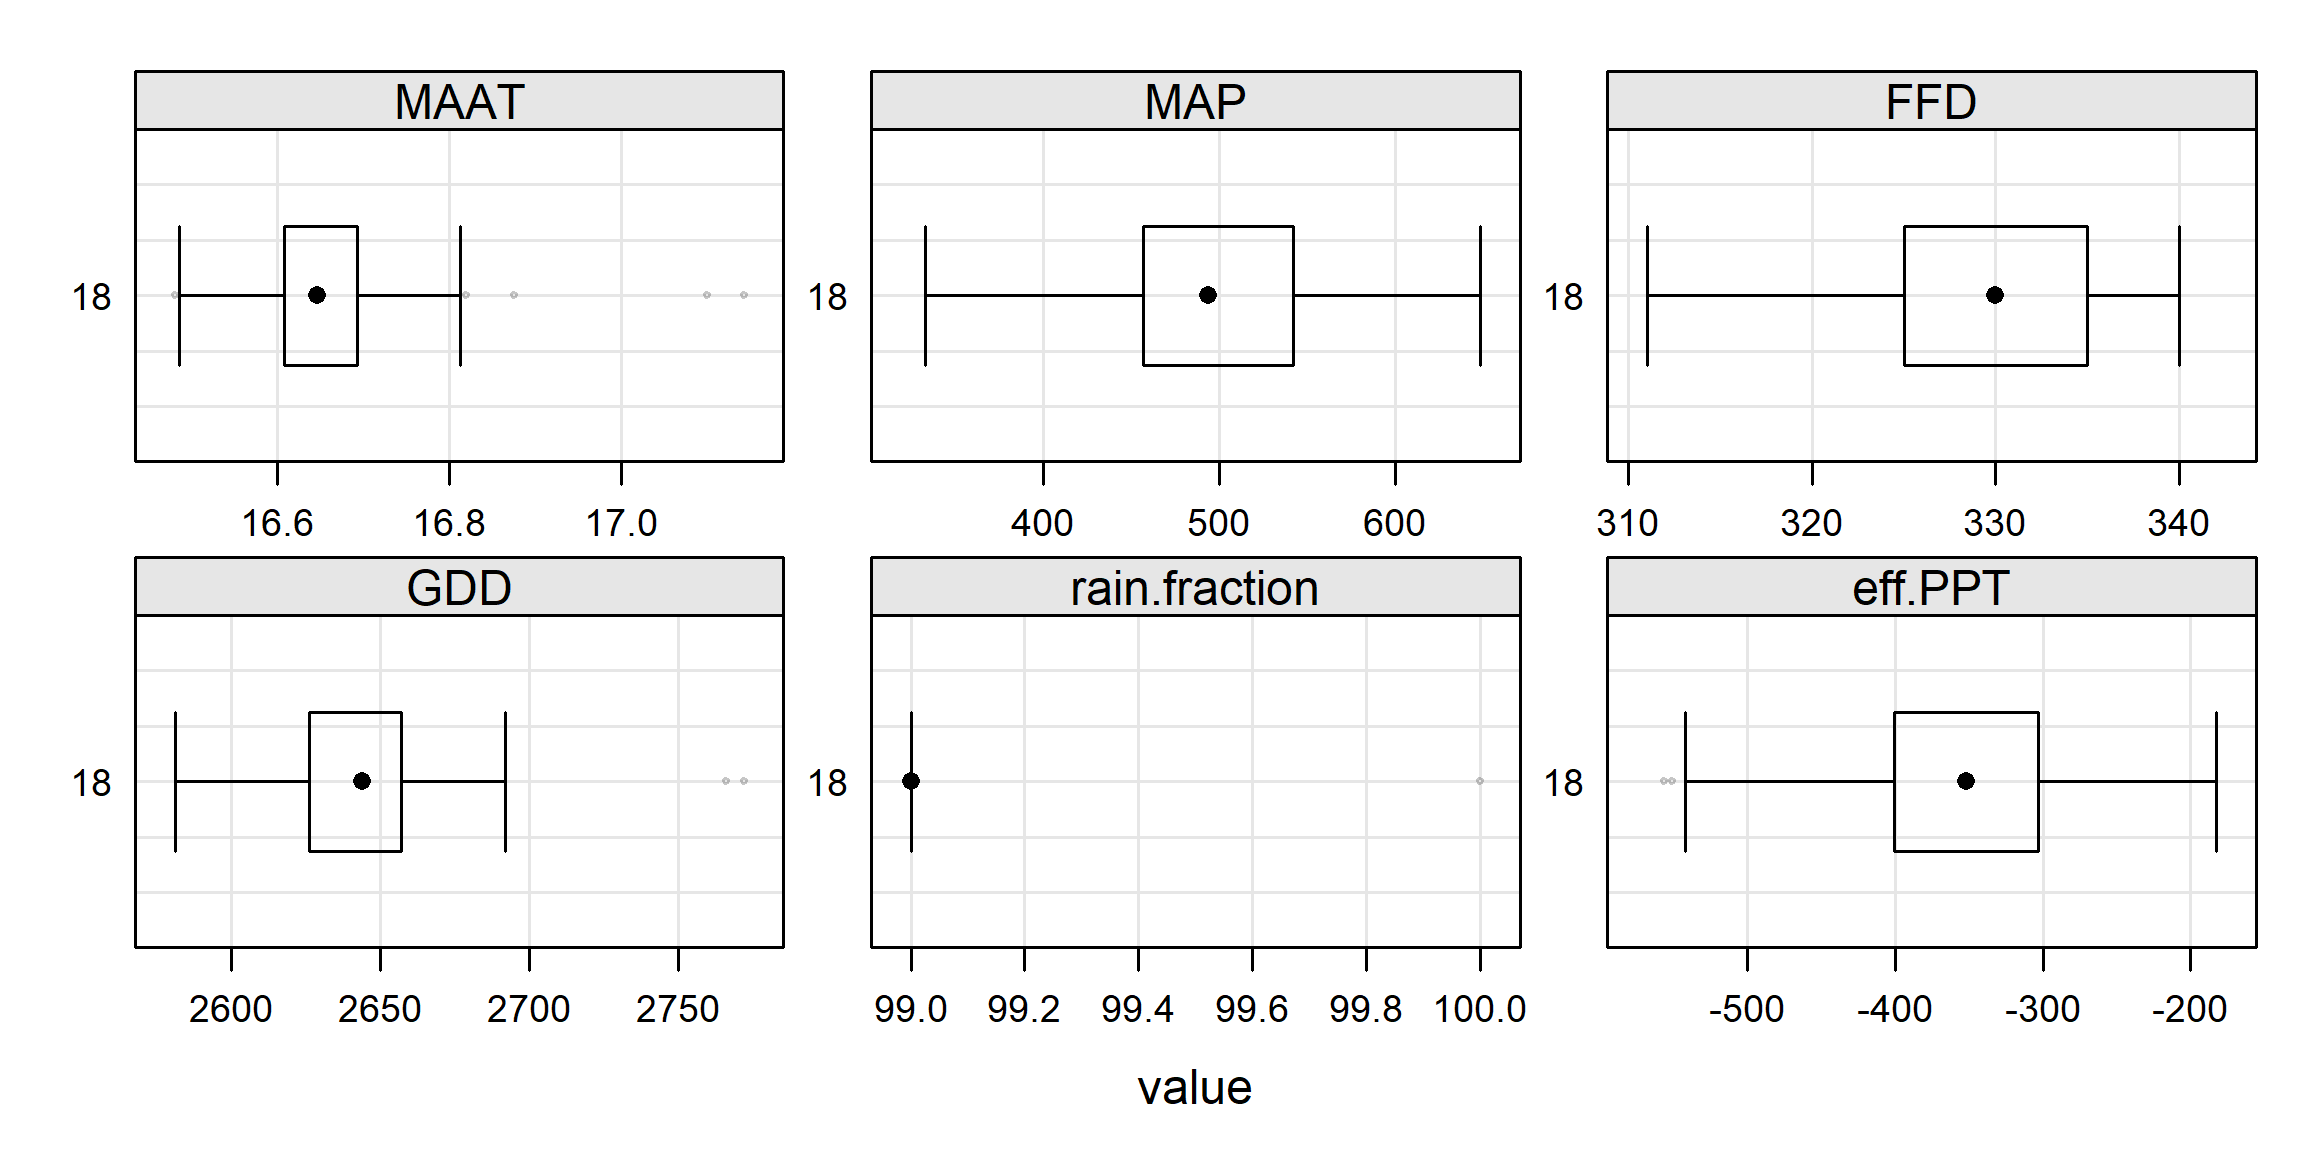 MAAT MAP FFD
18 18 18
16.6 16.8 17.0 400 500 600 310 320 330 340
GDD rain.fraction eff.PPT
18 18 18
2600 2650 2700 2750 99.0 99.2 99.4 99.6 99.8 100.0 -500 -400 -300 -200
value